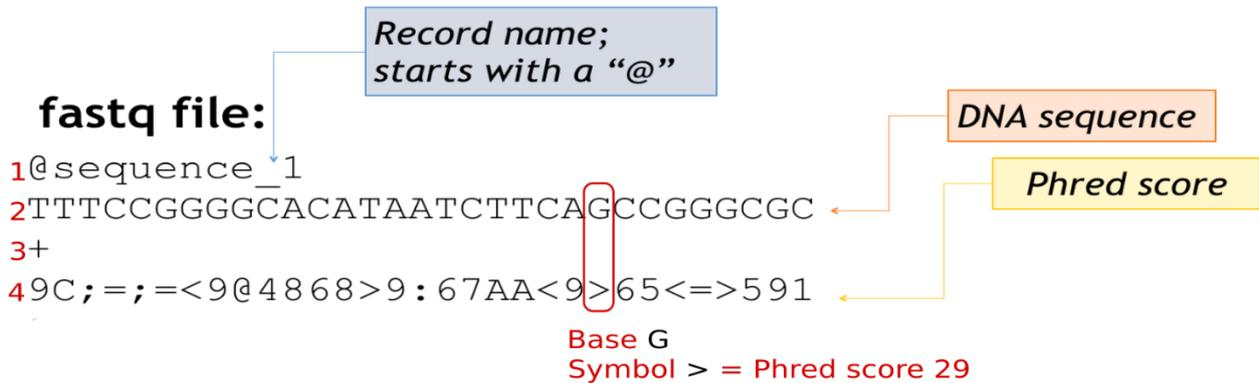 Record name;
starts with a “@”
fastq file:
DNA sequence
1@sequence_1
Phred score
2TTTCCGGGGCACATAATCTTCAGCCGGGCGC
3+
49C;=;=<9@4868>9:67AA<9>65<=>591
Base G
Symbol > = Phred score 29